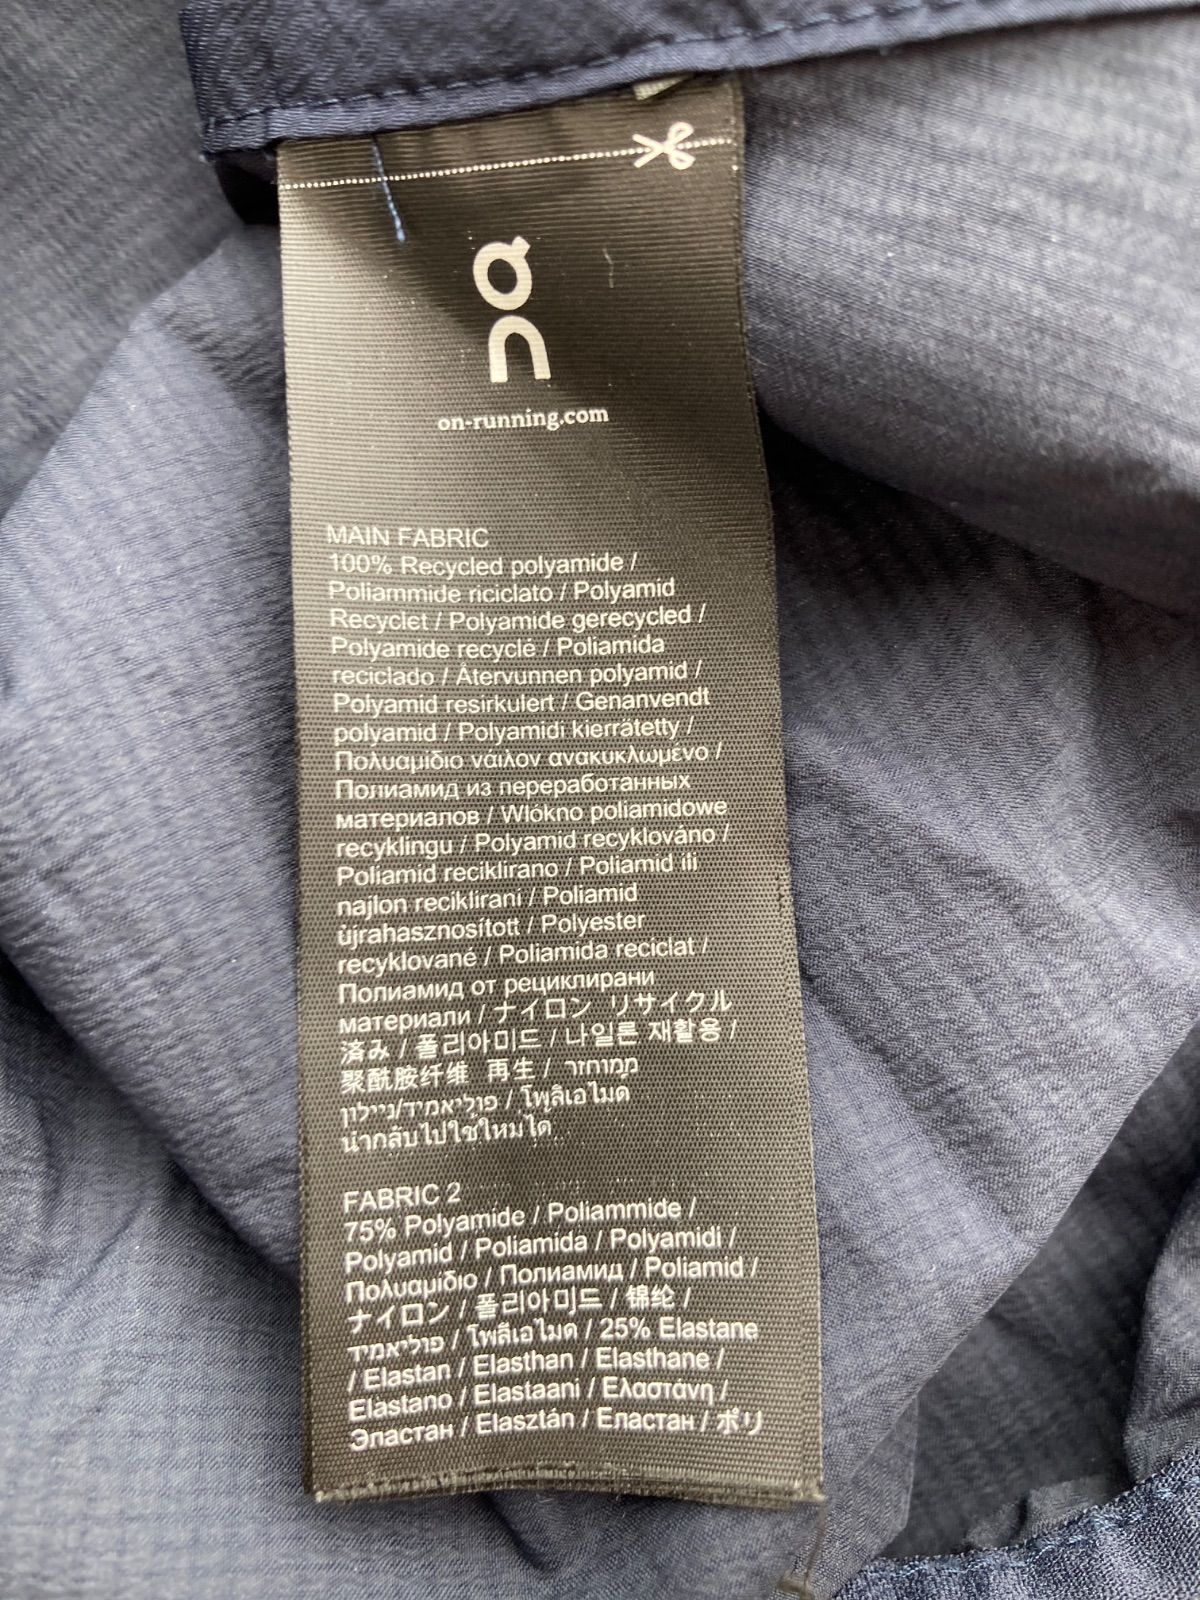 on-running.com
MAIN FABRIC
100% Recycled polyamide /
Poliammide riciclato / Polyamid
Recyclet / Polyamide gerecycled /
Polyamide recyclé / Poliamida
reciclado / Återvunnen polyamid /
Polyamid resirkulert / Genanvendt
polyamid / Polyamidi kierrätetty /
Πολυαμίδιο νάιλον ανακυκλωμένο /
Полиамид из переработанных
материалов / Włókno poliamidowe
recyklingu / Polyamid recyklováno /
Poliamid reciklirano / Poliamid ili
najlon reciklirani / Poliamid
újrahasznosított / Polyester
recyklované / Poliamida reciclat /
Полиамид от рециклирани
материали / ナイロン リサイクル
済み / 폴리아미드 / 나일론 재활용 /
聚酰胺纤维 再生 / ממוחזר
פוליאמיד/ניילון / โพลิเอไมด์
นำกลับไปใช้ใหม่ได้
FABRIC 2
75% Polyamide / Poliammide /
Polyamid / Poliamida / Polyamidi /
Πολυαμίδιο / Полиамид / Poliamid /
ナイロン / 폴리아미드 / 锦纶 /
פוליאמיד / โพลิเอไมด์ / 25% Elastane
/ Elastan / Elasthan / Elasthane /
Elastano / Elastaani / Ελαστάνη /
Эластан / Elasztán / Еластан / ポリ